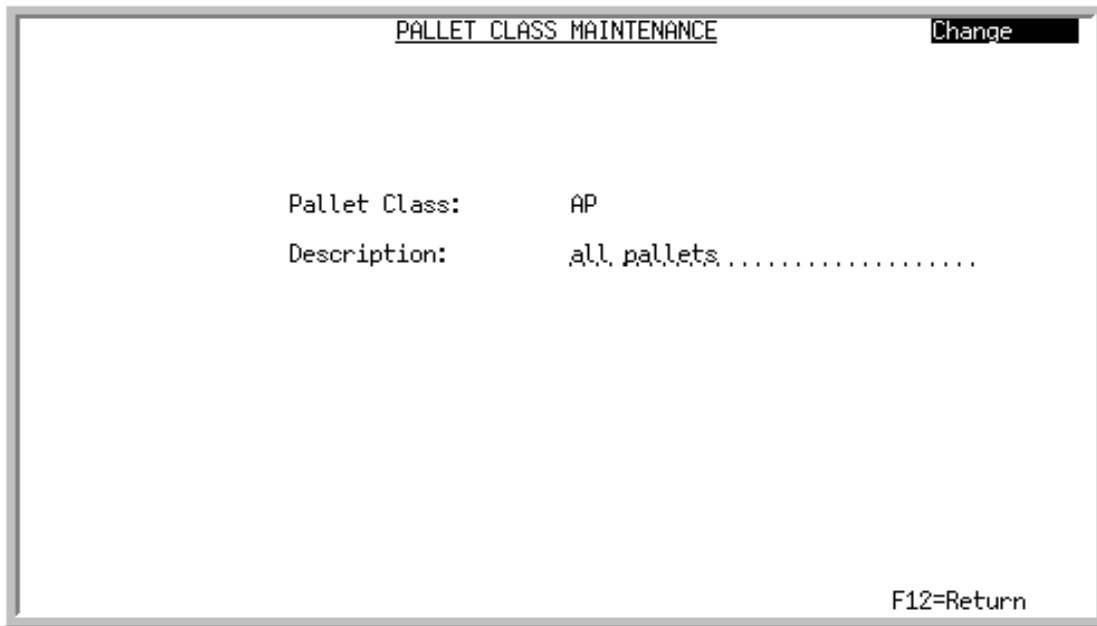 PALLET CLASS MAINTENANCE Change
Pallet Class: AP
Description: all pallets
F12=Return